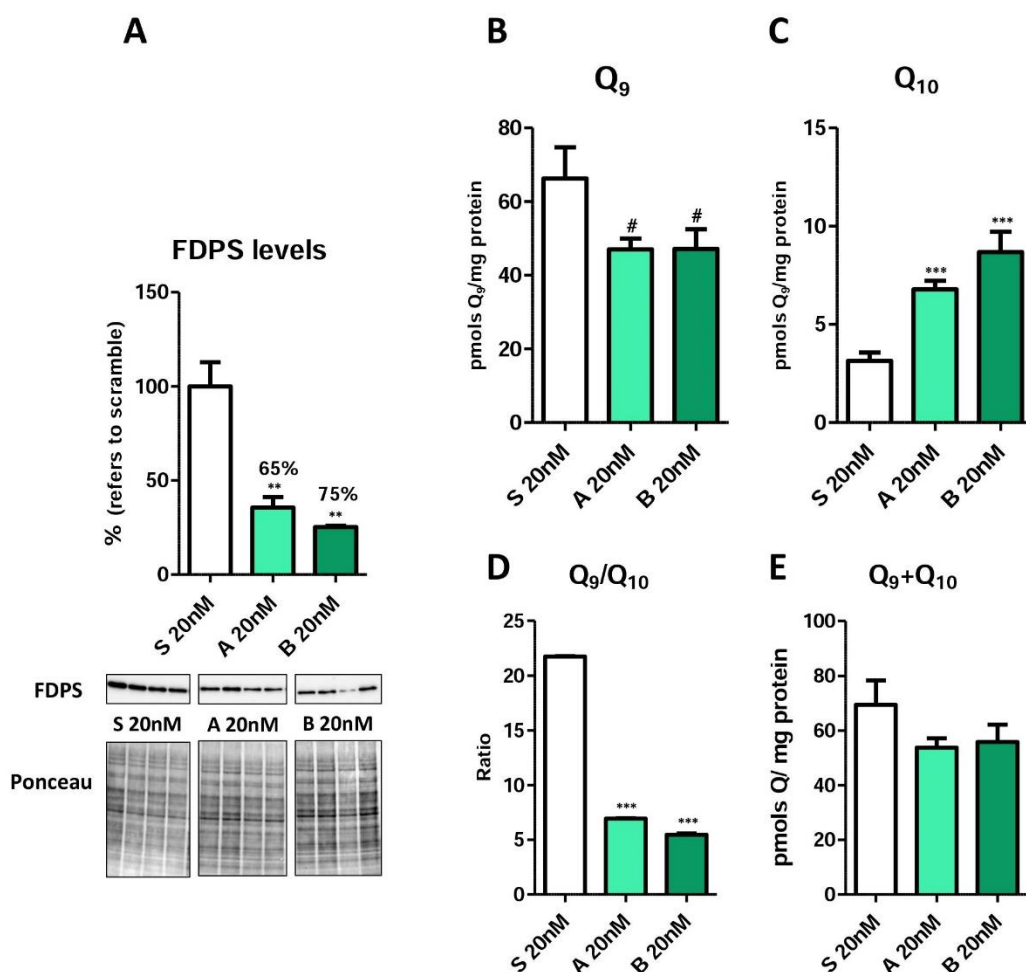 A
FDPS levels
% (refers to scramble)
150
100
50
0
65%
**
75%
**
S 20nM
A 20nM
B 20nM
FDPS
S 20nM A 20nM B 20nM
Ponceau
B
Q₉
pmols Q₉/mg protein
80
60
40
20
0
#
#
S 20nM
A 20nM
B 20nM
C
Q₁₀
pmols Q₉/mg protein
15
10
5
0
***
***
S 20nM
A 20nM
B 20nM
D
Q₉/Q₁₀
Ratio
25
20
15
10
5
0
***
***
S 20nM
A 20nM
B 20nM
E
Q₉+Q₁₀
pmols Q/ mg protein
100
80
60
40
20
0
S 20nM
A 20nM
B 20nM